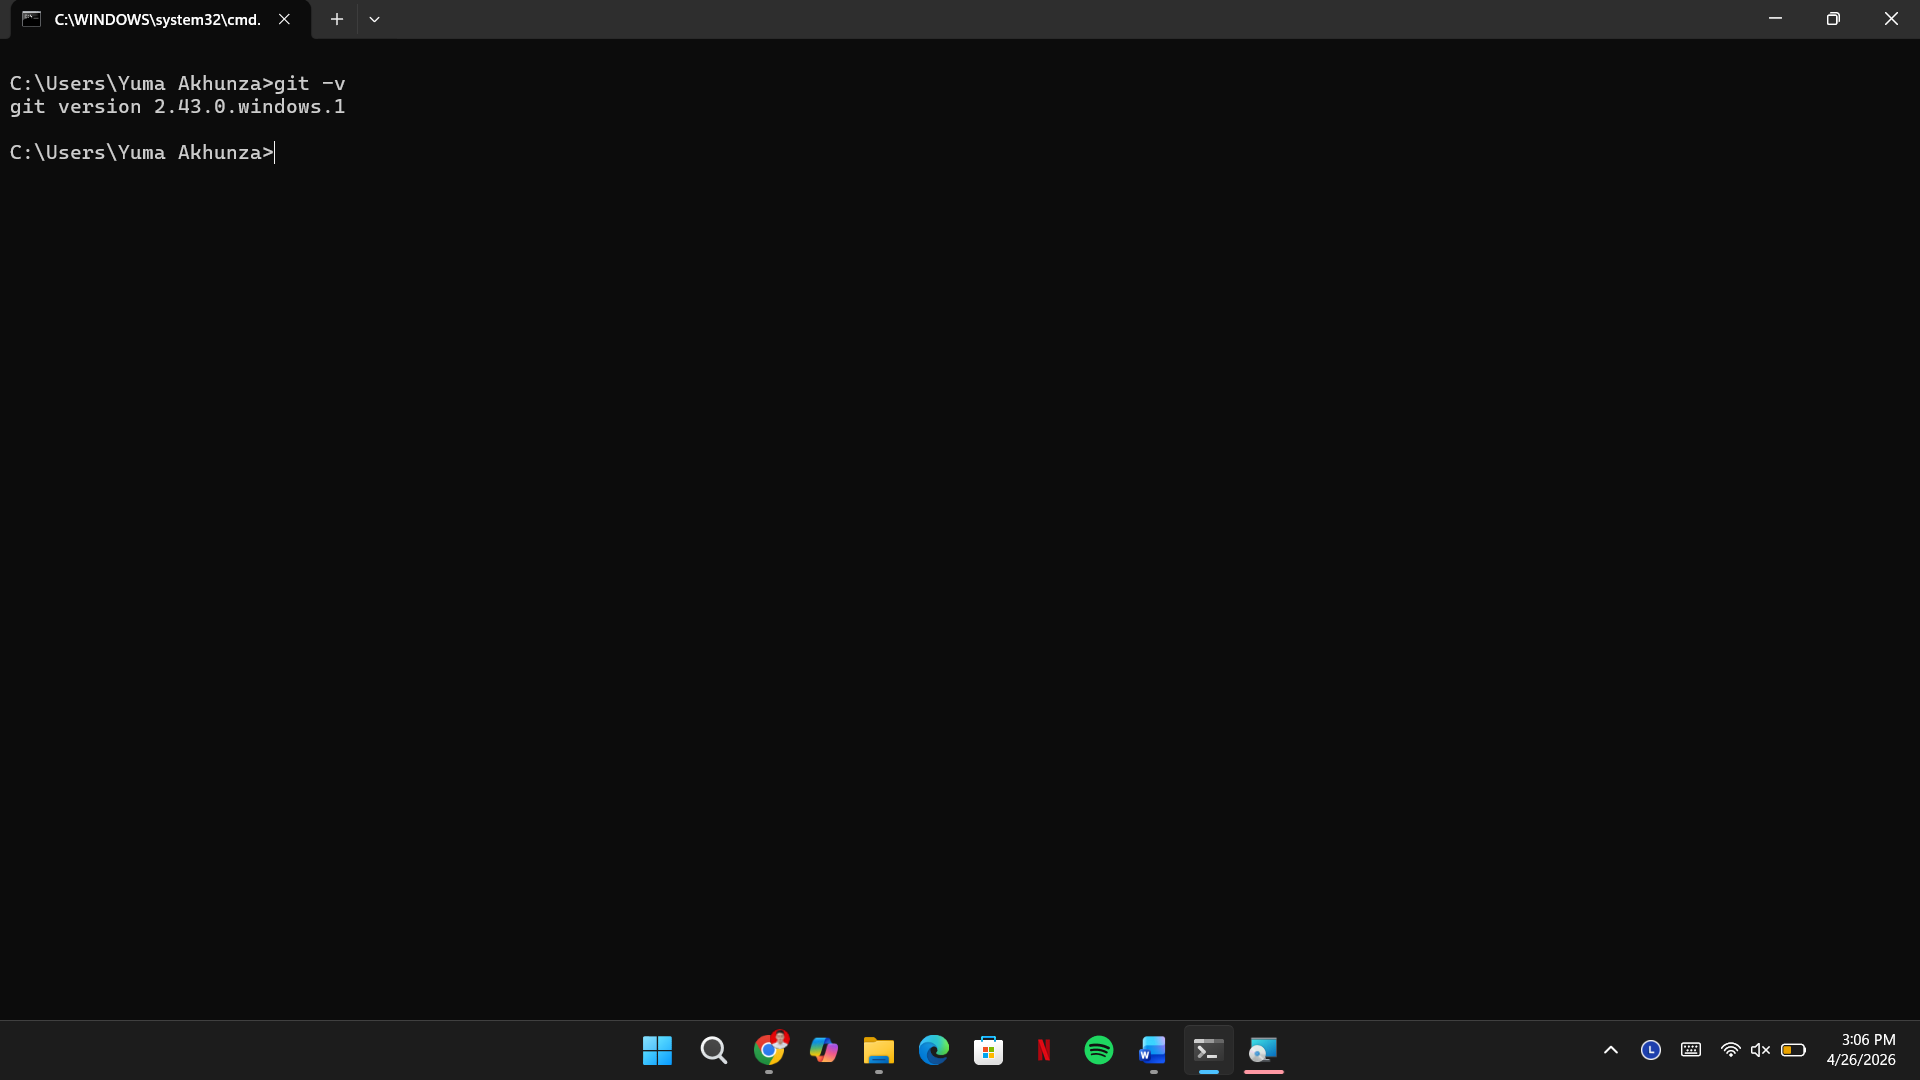 C:\WINDOWS\system32\cmd.
C:\Users\Yuma Akhunza>git -v
git version 2.43.0.windows.1
C:\Users\Yuma Akhunza>
W
L
3:06 PM
4/26/2026